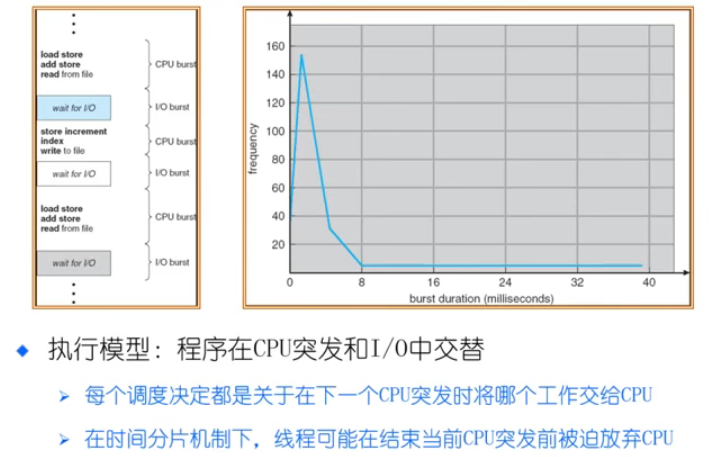 load store
add store
read from file
CPU burst
wait for I/O
I/O burst
store increment
index
write to file
CPU burst
wait for I/O
I/O burst
load store
add store
read from file
CPU burst
wait for I/O
I/O burst
frequency
160
140
120
100
80
60
40
20
0 8 16 24 32 40
burst duration (milliseconds)
执行模型: 程序在CPU突发和I/O中交替
每个调度决定都是关于在下一个CPU突发时将哪个工作交给CPU
在时间分片机制下, 线程可能在结束当前CPU突发前被迫放弃CPU